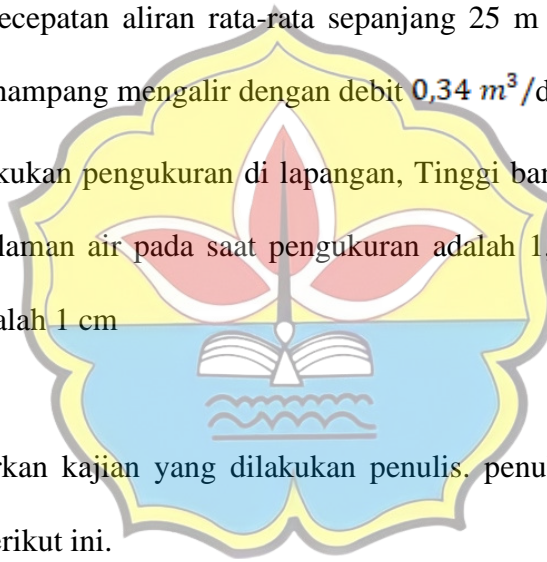 ecepatan aliran rata-rata sepanjang 25 m
nampang mengalir dengan debit 0,34 m³/d
kukan pengukuran di lapangan, Tinggi ban
laman air pada saat pengukuran adalah 1.
alah 1 cm
rkan kajian yang dilakukan penulis. penu
erikut ini.